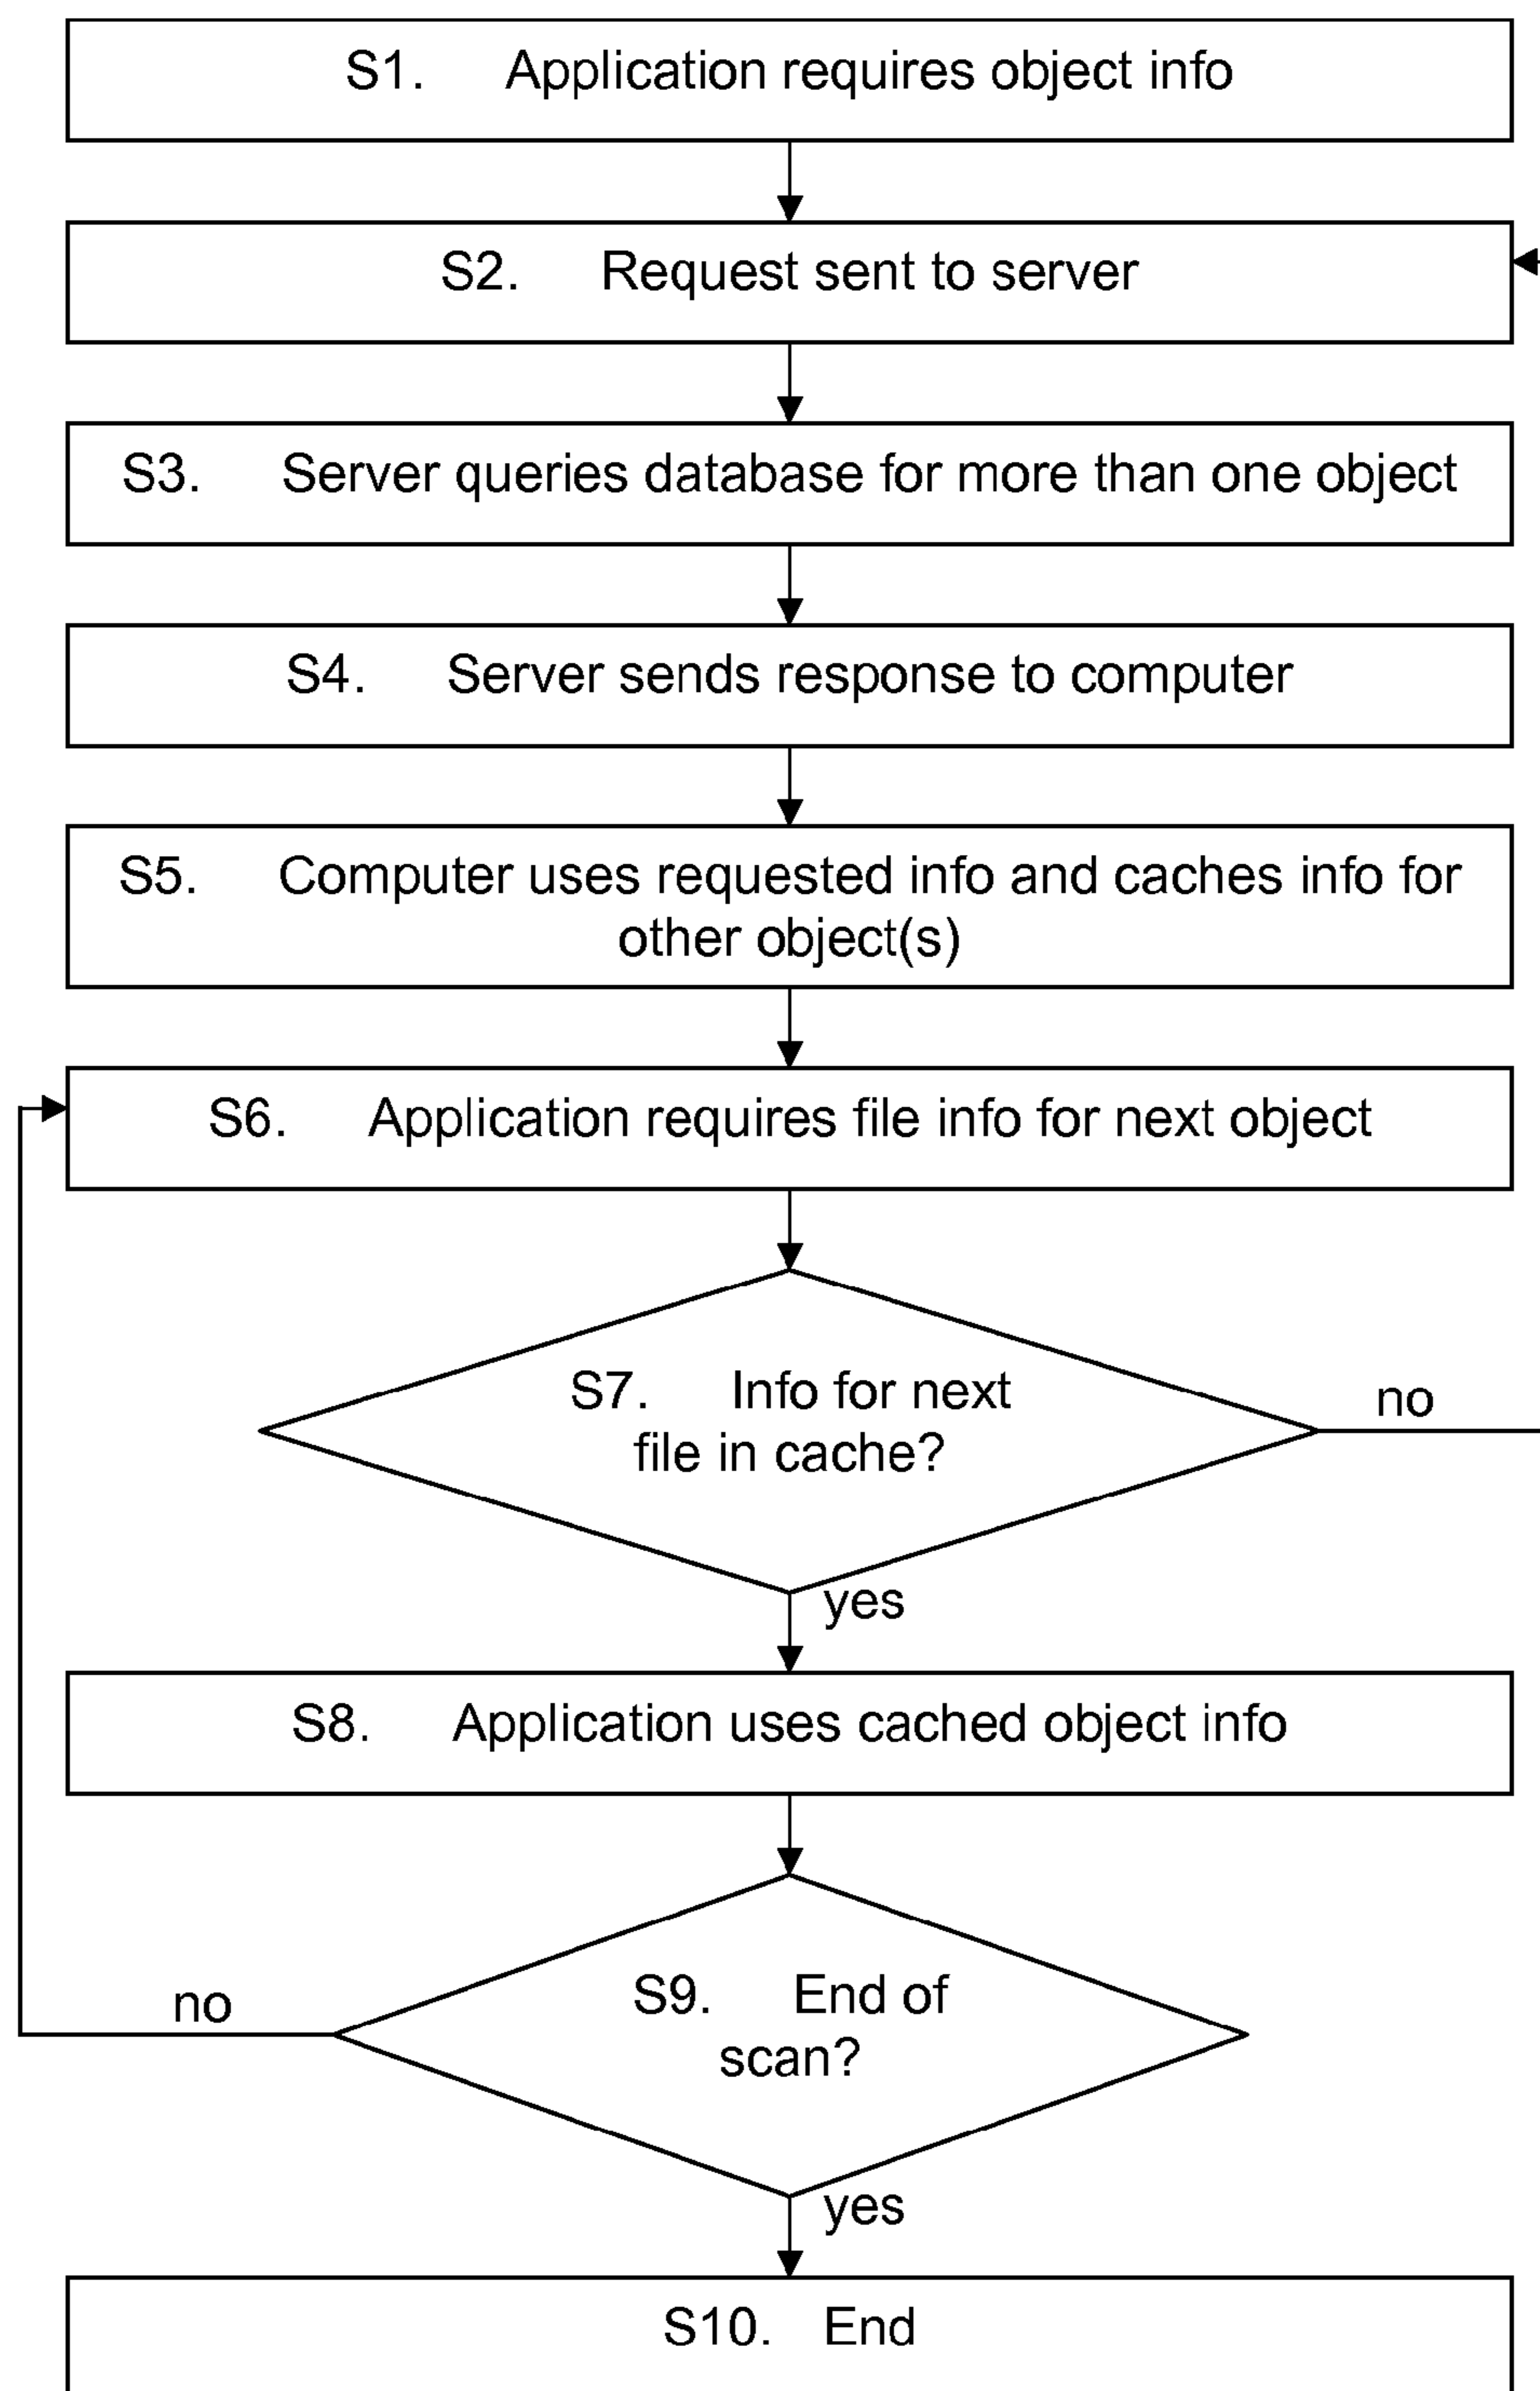 S1. Application requires object info
S2. Request sent to server
S3. Server queries database for more than one object
S4. Server sends response to computer
S5. Computer uses requested info and caches info for
other object(s)
S6. Application requires file info for next object
S7. Info for next
file in cache?
no
yes
S8. Application uses cached object info
S9. End of
scan?
no
yes
S10. End